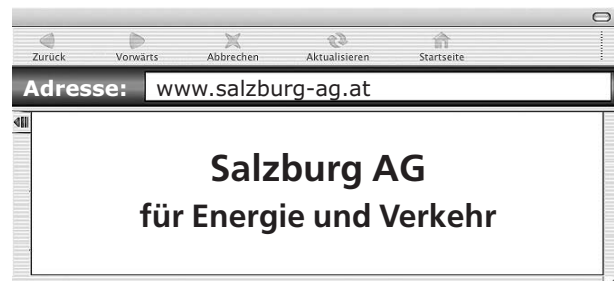 Zurück Vorwärts Abbrechen Aktualisieren Startseite
Adresse: www.salzburg-ag.at
Salzburg AG
für Energie und Verkehr